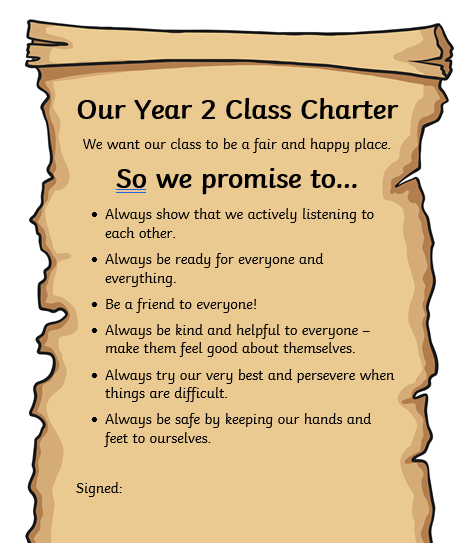 Our Year 2 Class Charter
We want our class to be a fair and happy place.
So we promise to...
• Always show that we actively listening to
each other.
• Always be ready for everyone and
everything.
• Be a friend to everyone!
• Always be kind and helpful to everyone –
make them feel good about themselves.
• Always try our very best and persevere when
things are difficult.
• Always be safe by keeping our hands and
feet to ourselves.
Signed: